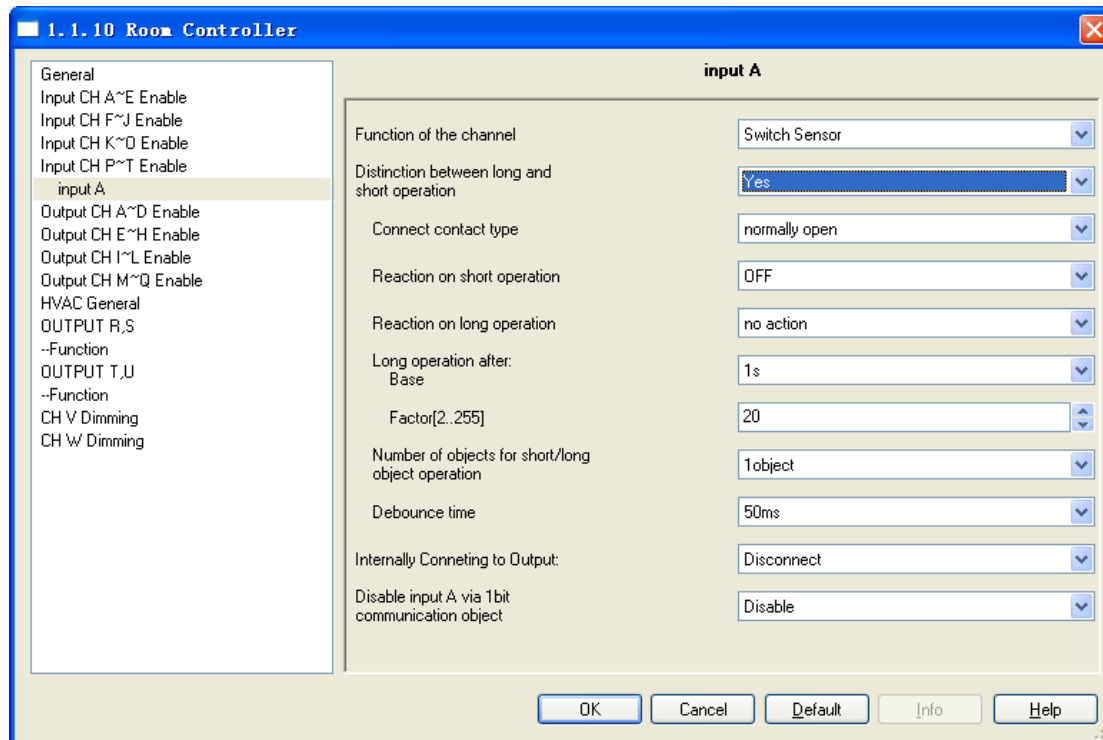 1.1.10 Room Controller
General
Input CH A~E Enable
Input CH F~J Enable
Input CH K~O Enable
Input CH P~T Enable
input A
Output CH A~D Enable
Output CH E~H Enable
Output CH I~L Enable
Output CH M~Q Enable
HVAC General
OUTPUT R,S
--Function
OUTPUT T,U
--Function
CH V Dimming
CH W Dimming
input A
Function of the channel
Switch Sensor
Distinction between long and
short operation
Yes
Connect contact type
normally open
Reaction on short operation
OFF
Reaction on long operation
no action
Long operation after:
Base
1s
Factor[2..255]
20
Number of objects for short/long
object operation
1object
Debounce time
50ms
Internally Conneting to Output:
Disconnect
Disable input A via 1bit
communication object
Disable
OK
Cancel
Default
Info
Help